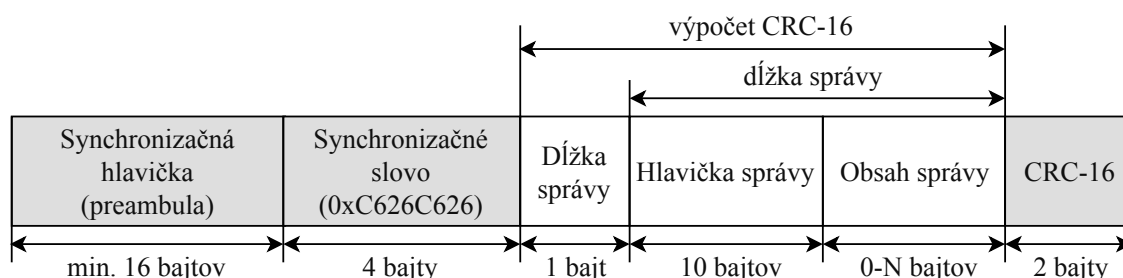 výpočet CRC-16
dĺžka správy
Synchronizačná
hlavička
(preambula)
Synchronizačné
slovo
(0xC626C626)
Dĺžka
správy
Hlavička správy
Obsah správy
CRC-16
min. 16 bajtov
4 bajty
1 bajt
10 bajtov
0-N bajtov
2 bajty